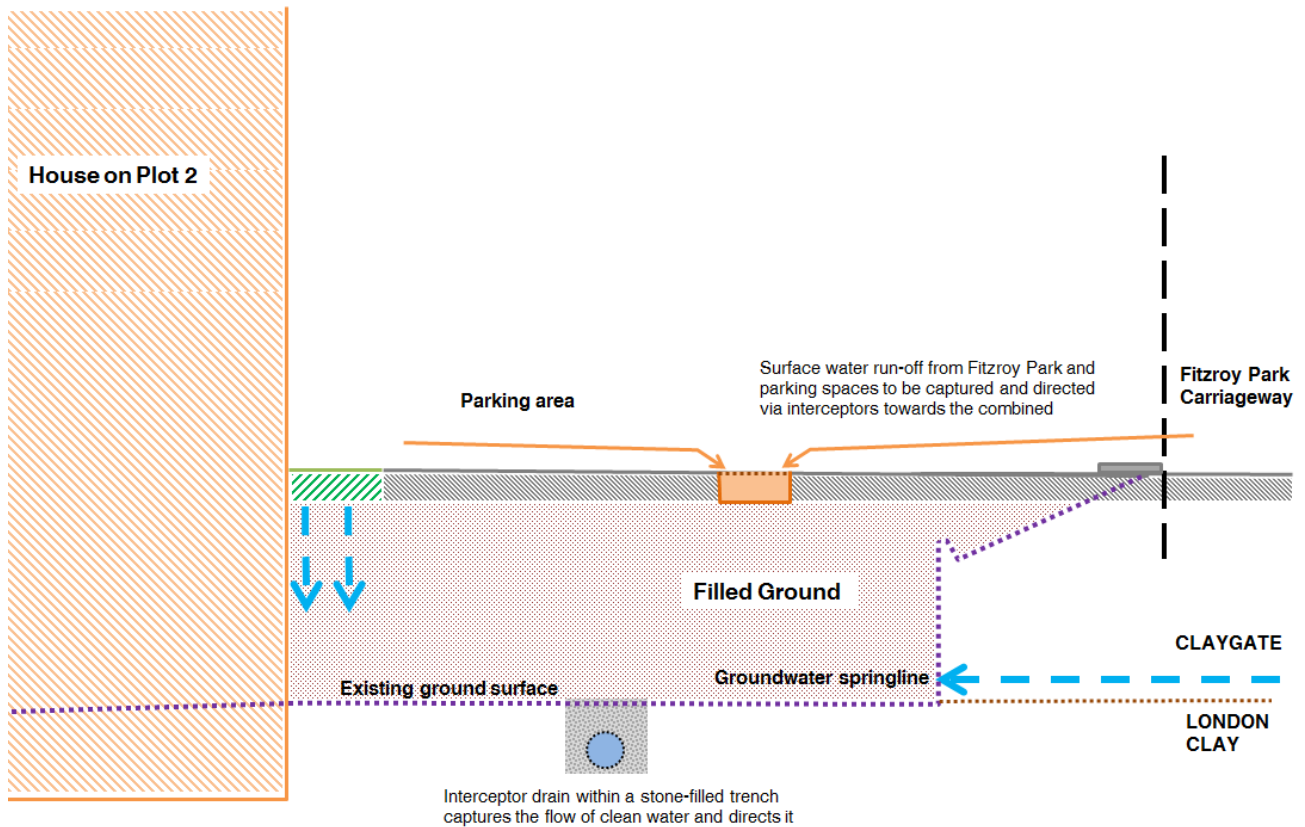 House on Plot 2
Parking area
Surface water run-off from Fitzroy Park and
parking spaces to be captured and directed
via interceptors towards the combined
Fitzroy Park
Carriageway
Filled Ground
CLAYGATE
Groundwater springline
Existing ground surface
LONDON
CLAY
Interceptor drain within a stone-filled trench
captures the flow of clean water and directs it